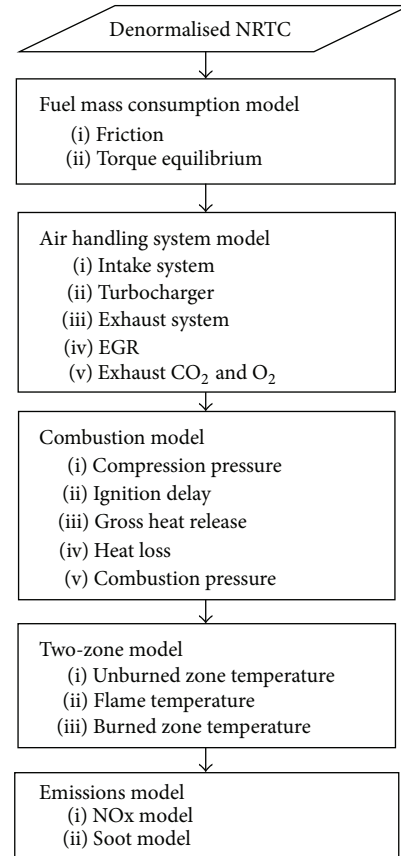 Denormalised NRTC
Fuel mass consumption model
(i) Friction
(ii) Torque equilibrium
Air handling system model
(i) Intake system
(ii) Turbocharger
(iii) Exhaust system
(iv) EGR
(v) Exhaust CO₂ and O₂
Combustion model
(i) Compression pressure
(ii) Ignition delay
(iii) Gross heat release
(iv) Heat loss
(v) Combustion pressure
Two-zone model
(i) Unburned zone temperature
(ii) Flame temperature
(iii) Burned zone temperature
Emissions model
(i) NOx model
(ii) Soot model